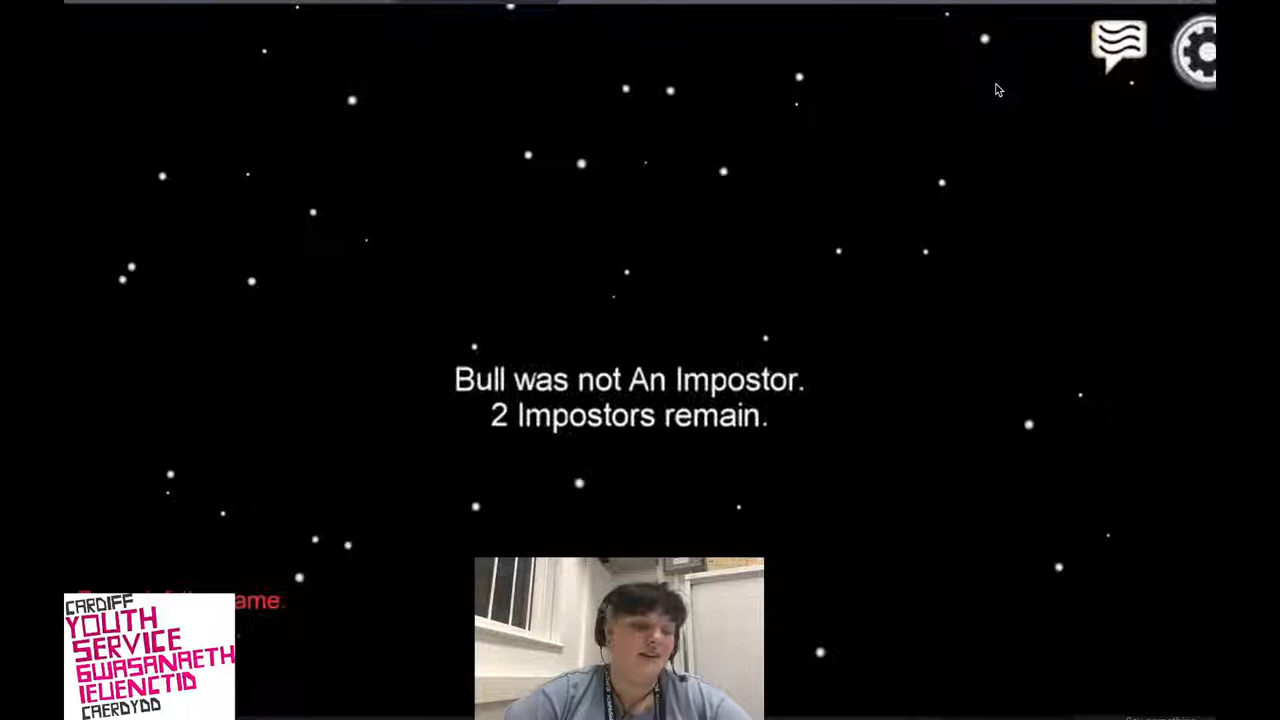 Bull was not An Impostor.
2 Impostors remain.
ame.
CARDIFF
YOUTH
SERVICE
GWASANAETH
IEUENCTID
CAERDYDD